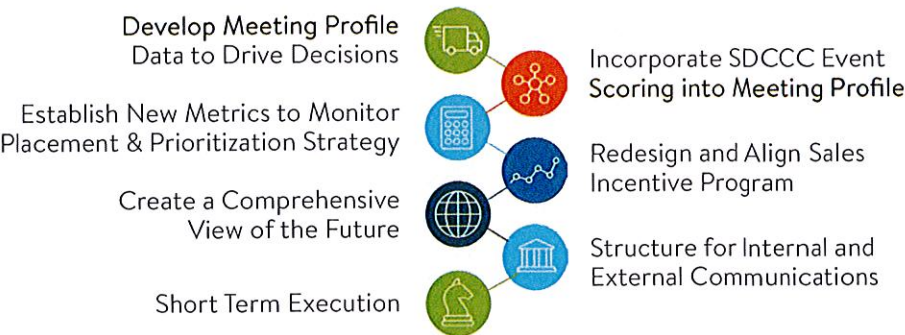 Develop Meeting Profile
Data to Drive Decisions
Incorporate SDCCC Event
Scoring into Meeting Profile
Establish New Metrics to Monitor
Placement & Prioritization Strategy
Redesign and Align Sales
Incentive Program
Create a Comprehensive
View of the Future
Structure for Internal and
External Communications
Short Term Execution